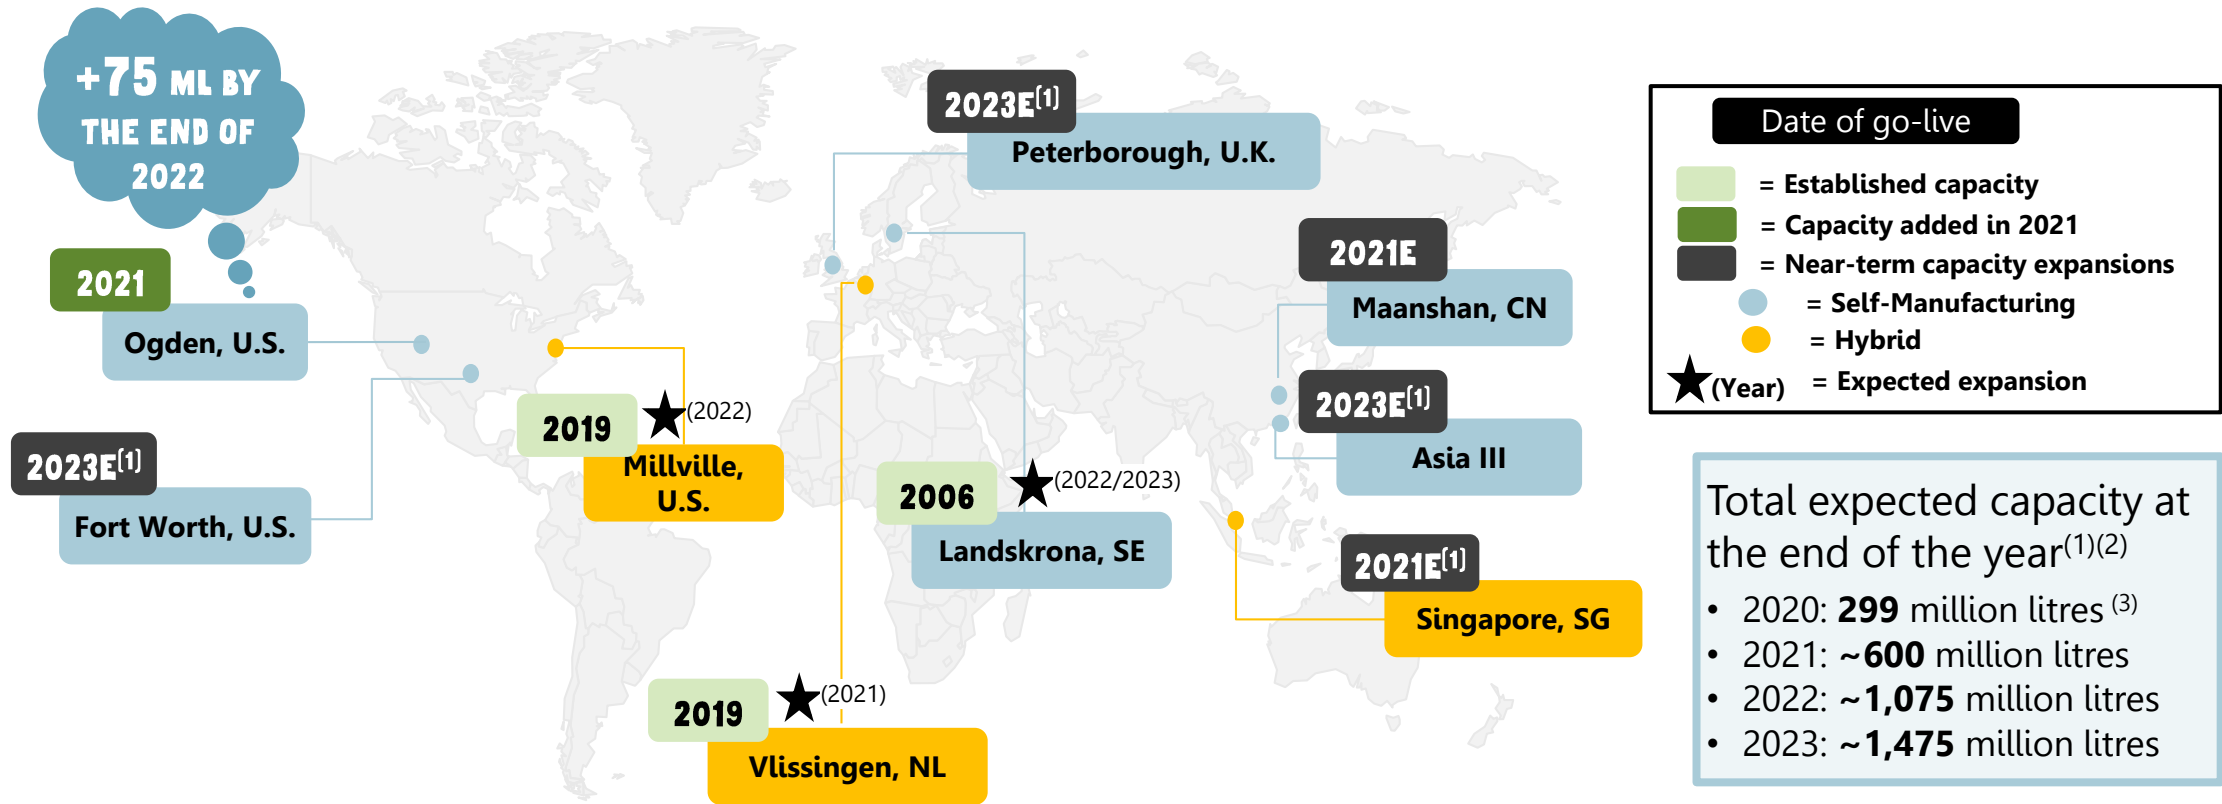 +75 ML BY
THE END OF
2022
2021
Ogden, U.S.
2023E(1)
Fort Worth, U.S.
2019
(2022)
Millville,
U.S.
2019
(2021)
Vlissingen, NL
2023E(1)
Peterborough, U.K.
2006
(2022/2023)
Landskrona, SE
2021E
Maanshan, CN
2023E(1)
Asia III
2021E(1)
Singapore, SG
Date of go-live
= Established capacity
= Capacity added in 2021
= Near-term capacity expansions
= Self-Manufacturing
= Hybrid
(Year) = Expected expansion
Total expected capacity at
the end of the year(1)(2)
• 2020: 299 million litres (3)
• 2021: ~600 million litres
• 2022: ~1,075 million litres
• 2023: ~1,475 million litres